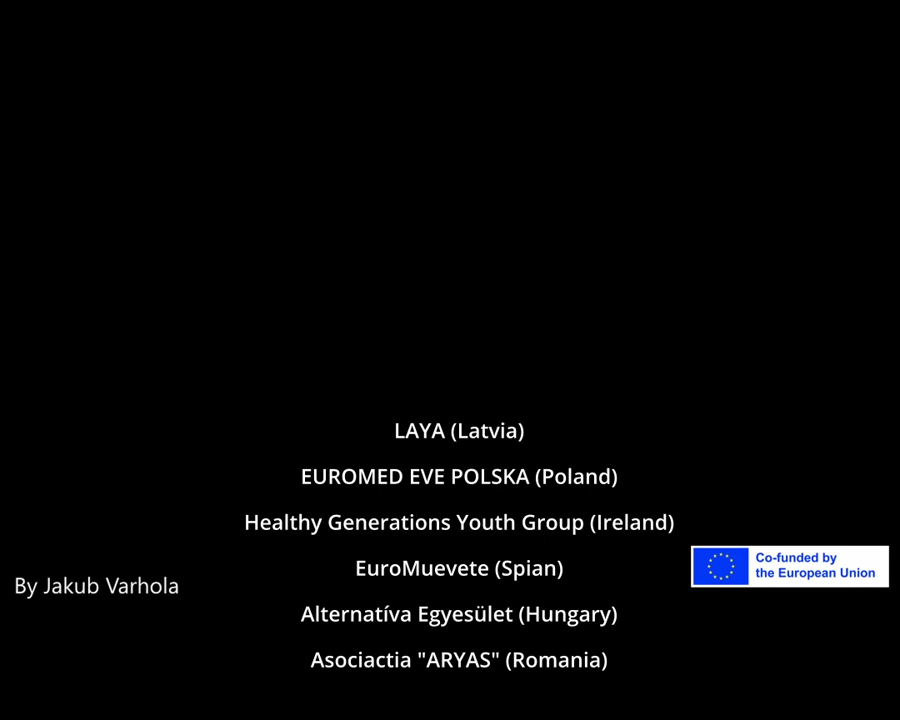 LAYA (Latvia)
EUROMED EVE POLSKA (Poland)
Healthy Generations Youth Group (Ireland)
EuroMuevete (Spian)
Alternatíva Egyesület (Hungary)
Asociactia "ARYAS" (Romania)
By Jakub Varhola
Co-funded by
the European Union